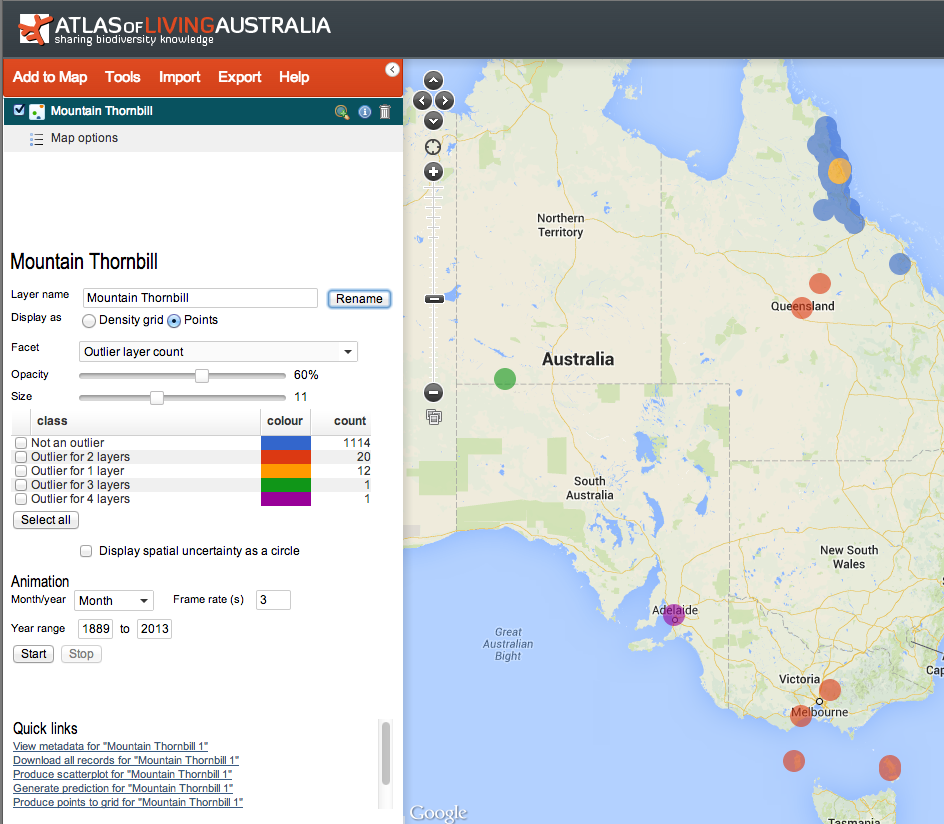 ATLAS OF LIVING AUSTRALIA
sharing biodiversity knowledge
Add to Map Tools Import Export Help
Mountain Thornbill
Map options
Mountain Thornbill
Layer name Mountain Thornbill Rename
Display as Density grid Points
Facet Outlier layer count
Opacity 60%
Size 11
class colour count
Not an outlier 1114
Outlier for 2 layers 20
Outlier for 1 layer 12
Outlier for 3 layers 1
Outlier for 4 layers 1
Select all
Display spatial uncertainty as a circle
Animation
Month/year Month Frame rate (s) 3
Year range 1889 to 2013
Start Stop
Quick links
View metadata for "Mountain Thornbill 1"
Download all records for "Mountain Thornbill 1"
Produce scatterplot for "Mountain Thornbill 1"
Generate prediction for "Mountain Thornbill 1"
Produce points to grid for "Mountain Thornbill 1"
Northern
Territory
Queensland
Australia
South
Australia
New South
Wales
Adelaide
Great
Australian
Bight
Cap
Victoria
Melbourne
Google
Tasmania